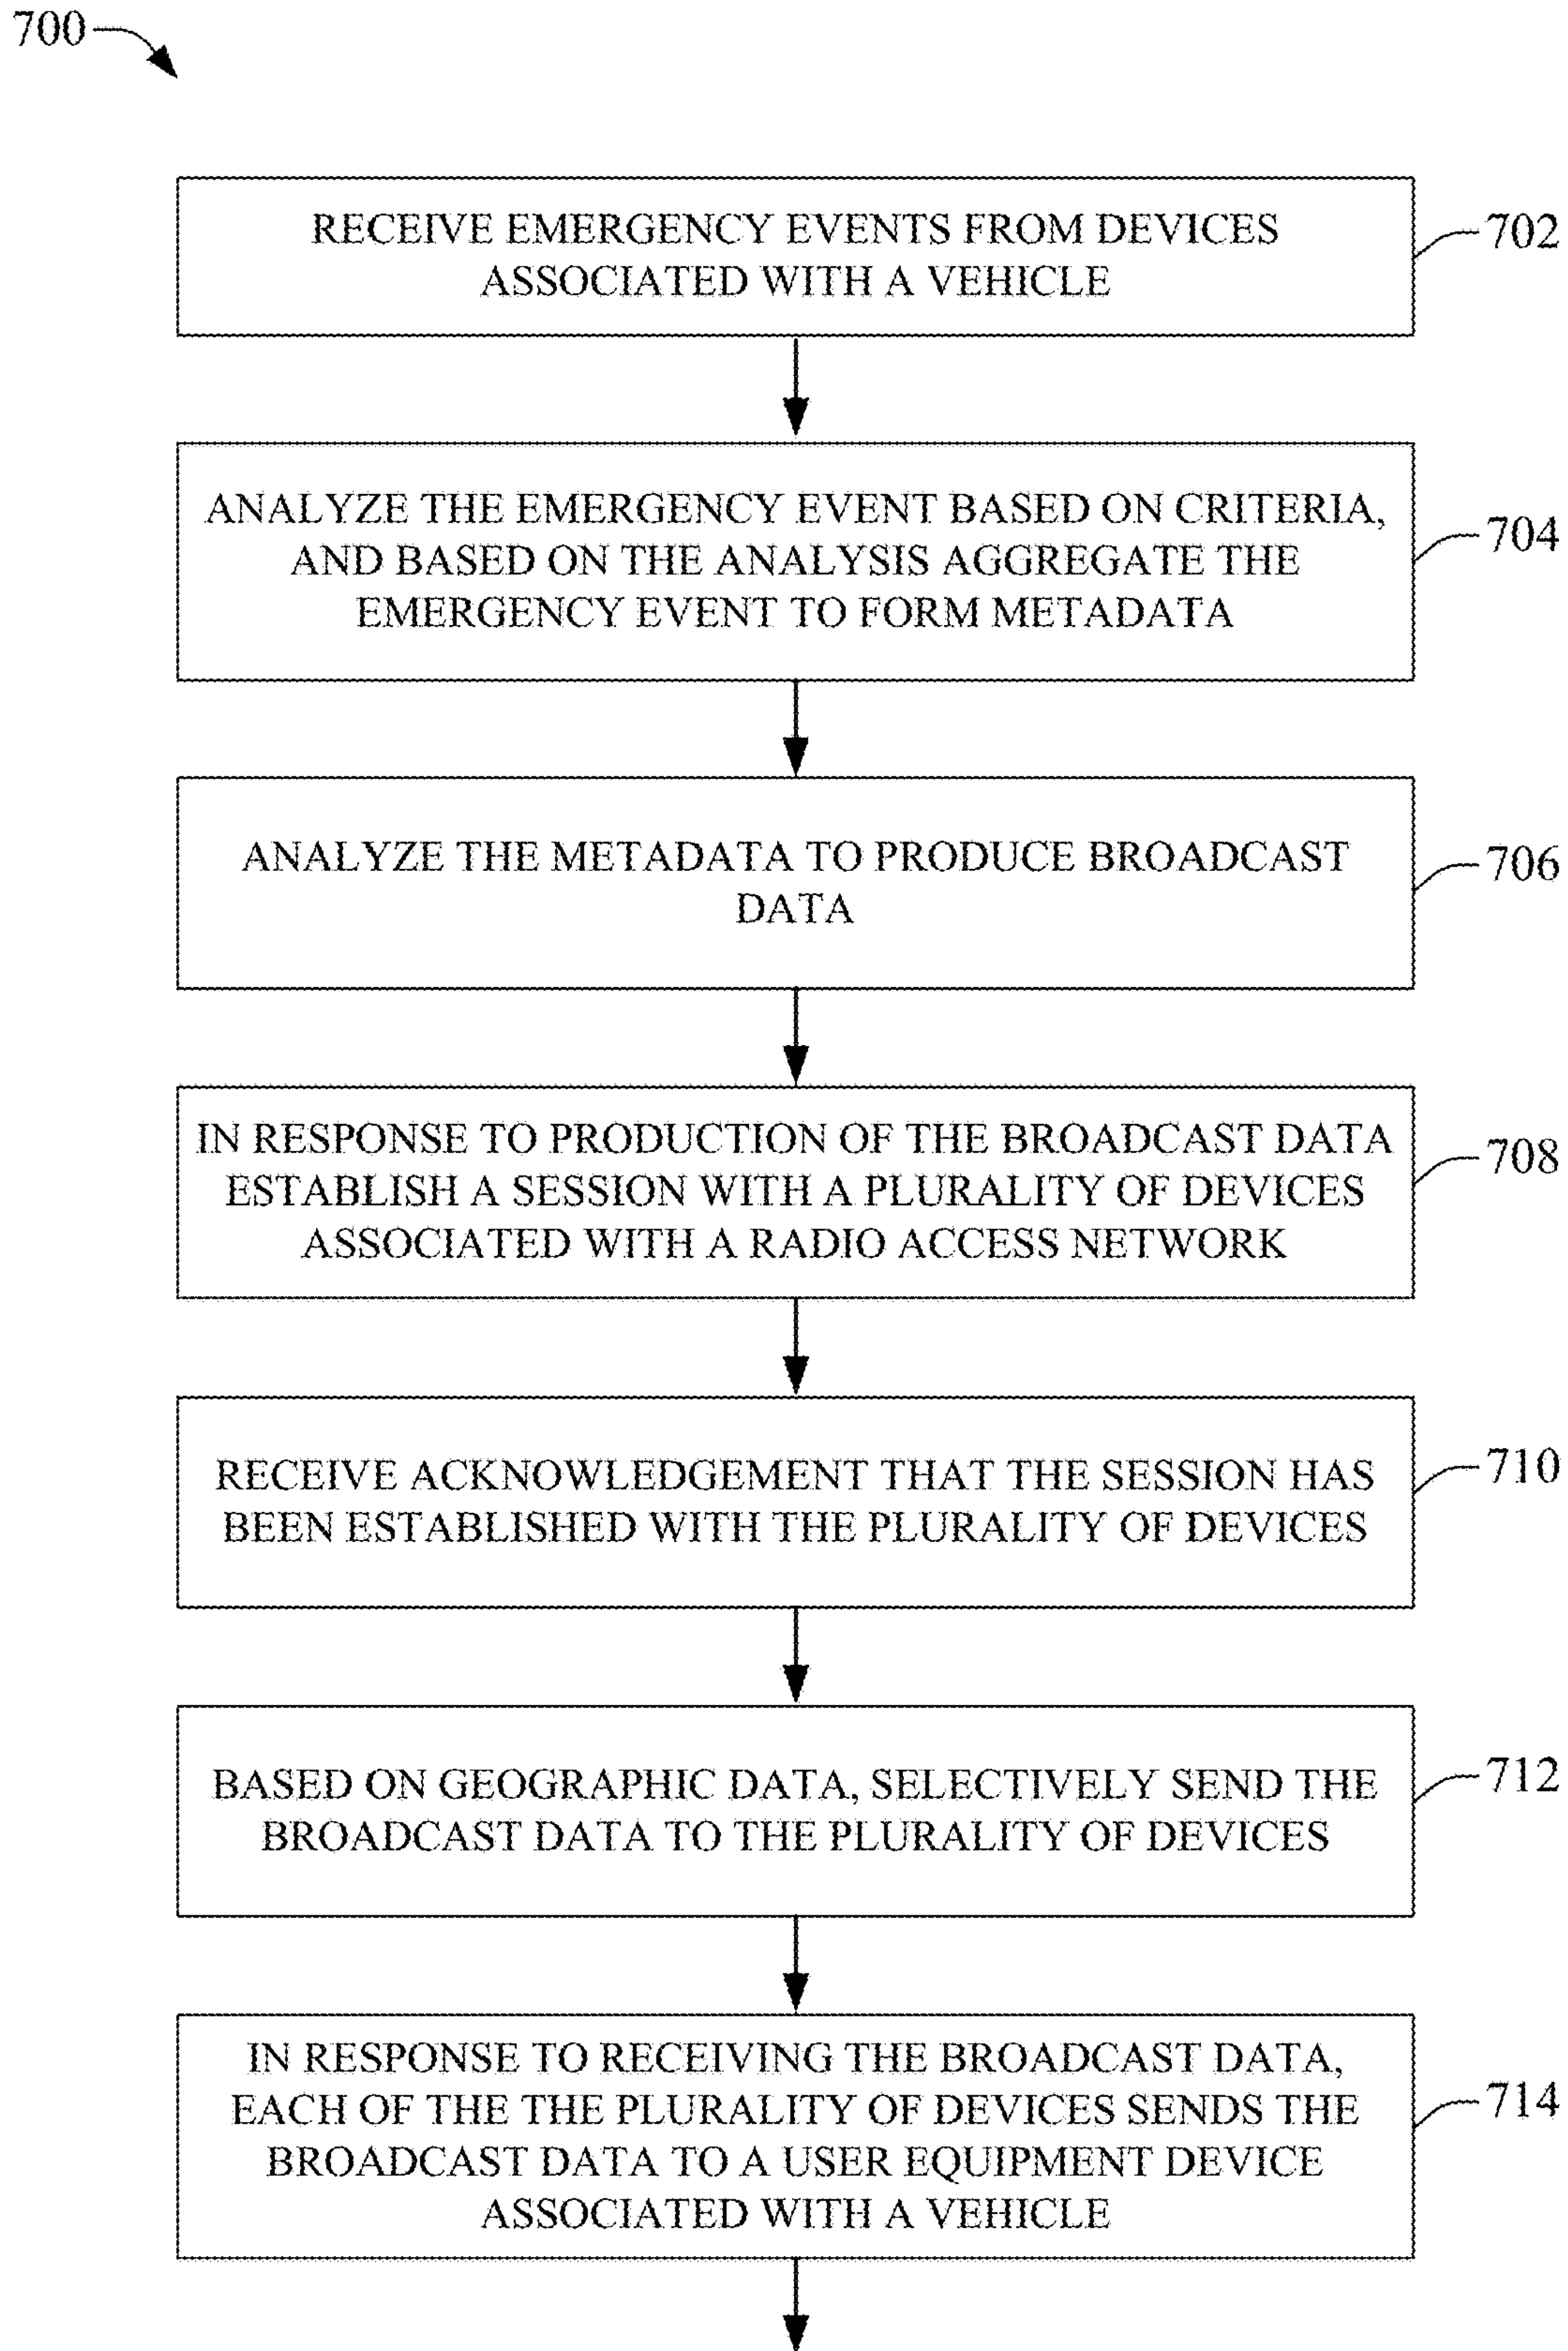 700
RECEIVE EMERGENCY EVENTS FROM DEVICES
ASSOCIATED WITH A VEHICLE
702
ANALYZE THE EMERGENCY EVENT BASED ON CRITERIA,
AND BASED ON THE ANALYSIS AGGREGATE THE
EMERGENCY EVENT TO FORM METADATA
704
ANALYZE THE METADATA TO PRODUCE BROADCAST
DATA
706
IN RESPONSE TO PRODUCTION OF THE BROADCAST DATA
ESTABLISH A SESSION WITH A PLURALITY OF DEVICES
ASSOCIATED WITH A RADIO ACCESS NETWORK
708
RECEIVE ACKNOWLEDGEMENT THAT THE SESSION HAS
BEEN ESTABLISHED WITH THE PLURALITY OF DEVICES
710
BASED ON GEOGRAPHIC DATA, SELECTIVELY SEND THE
BROADCAST DATA TO THE PLURALITY OF DEVICES
712
IN RESPONSE TO RECEIVING THE BROADCAST DATA,
EACH OF THE THE PLURALITY OF DEVICES SENDS THE
BROADCAST DATA TO A USER EQUIPMENT DEVICE
ASSOCIATED WITH A VEHICLE
714